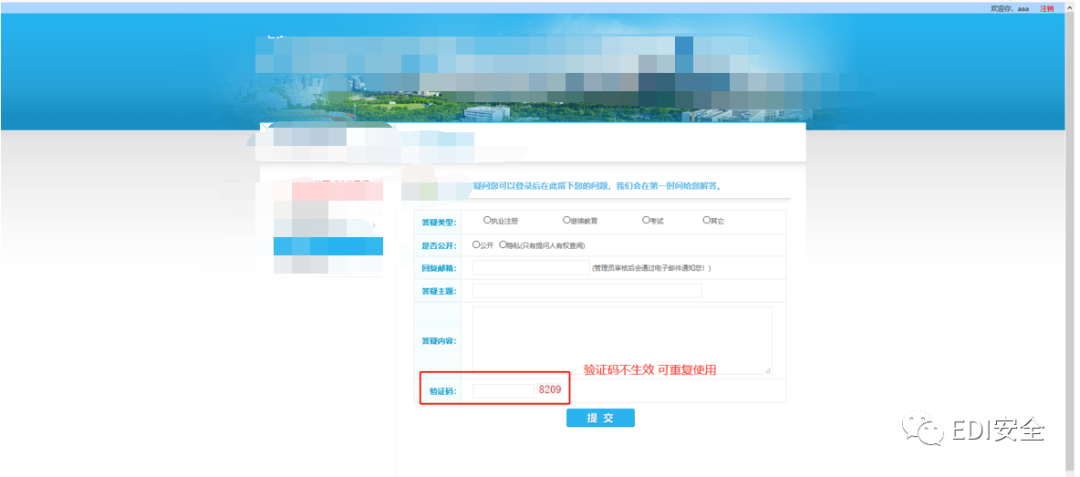 欢迎你、aaa 注销
疑问您可以登录后在此留下您的问题，我们会在第一时间给您解答。
答疑类型： 执业注册 继续教育 考试 其它
是否公开： 公开 隐私(只有提问人有权查阅)
回复邮箱： (管理员审核后会通过电子邮件通知您！)
答疑主题：
答疑内容：
验证码不生效 可重复使用
验证码： 8209
提 交
EDI安全